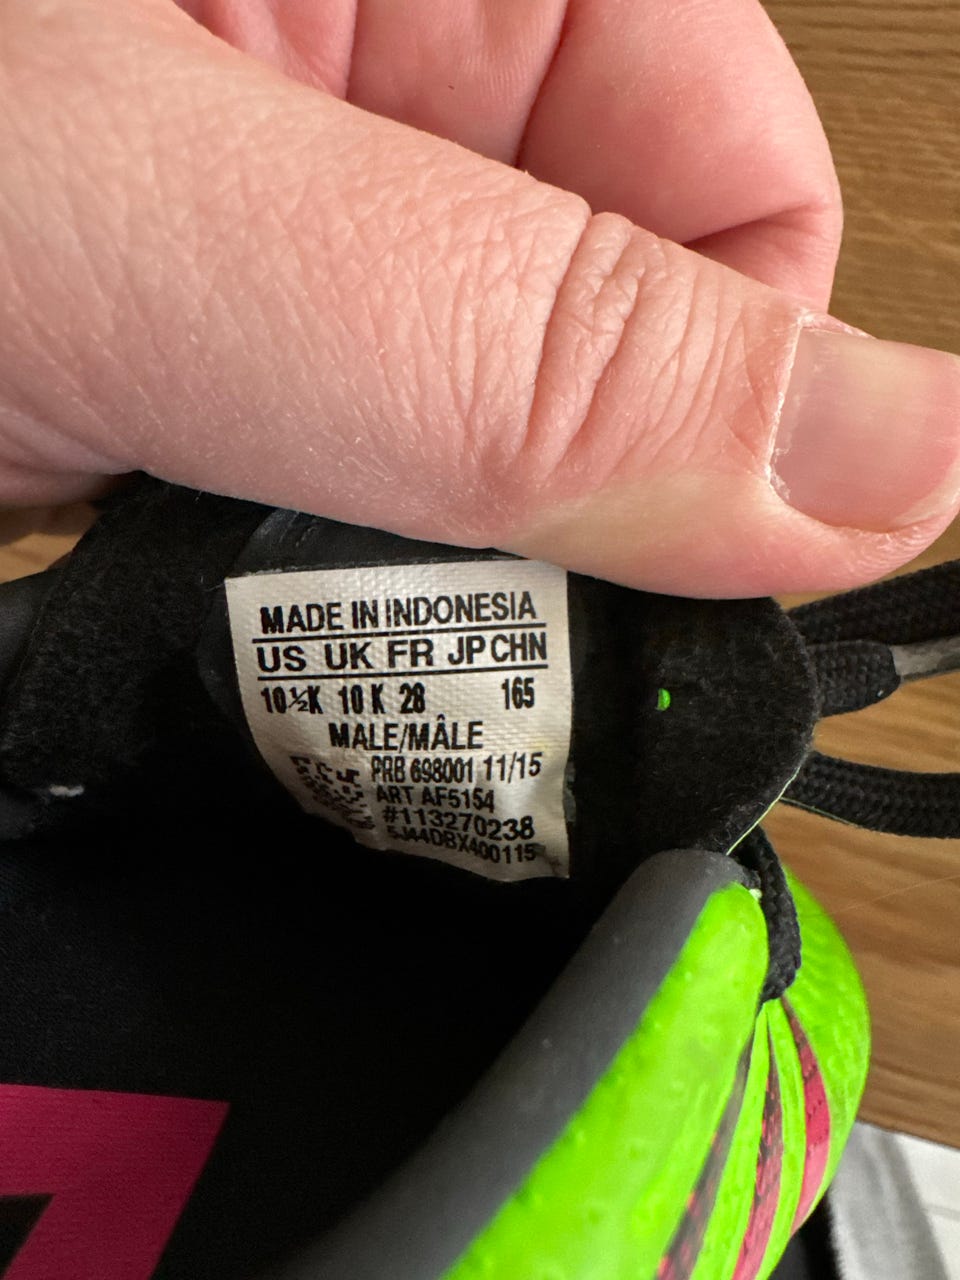 MADE IN INDONESIA
US UK FR JP CHN
10½K 10 K 28 165
MALE/MÂLE
PRB 698001 11/15
ART AF5154
#113270238
5J44DBX400115